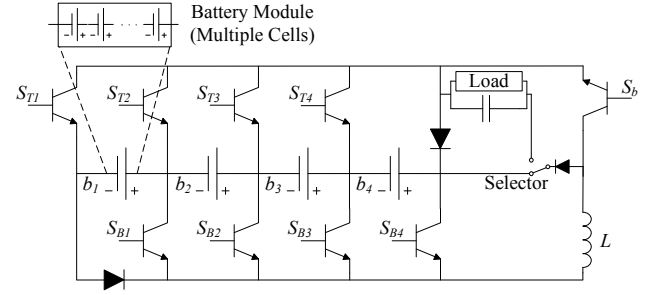 Battery Module
(Multiple Cells)
S_T1
S_T2
S_T3
S_T4
Load
S_b
b_1
b_2
b_3
b_4
Selector
S_B1
S_B2
S_B3
S_B4
L